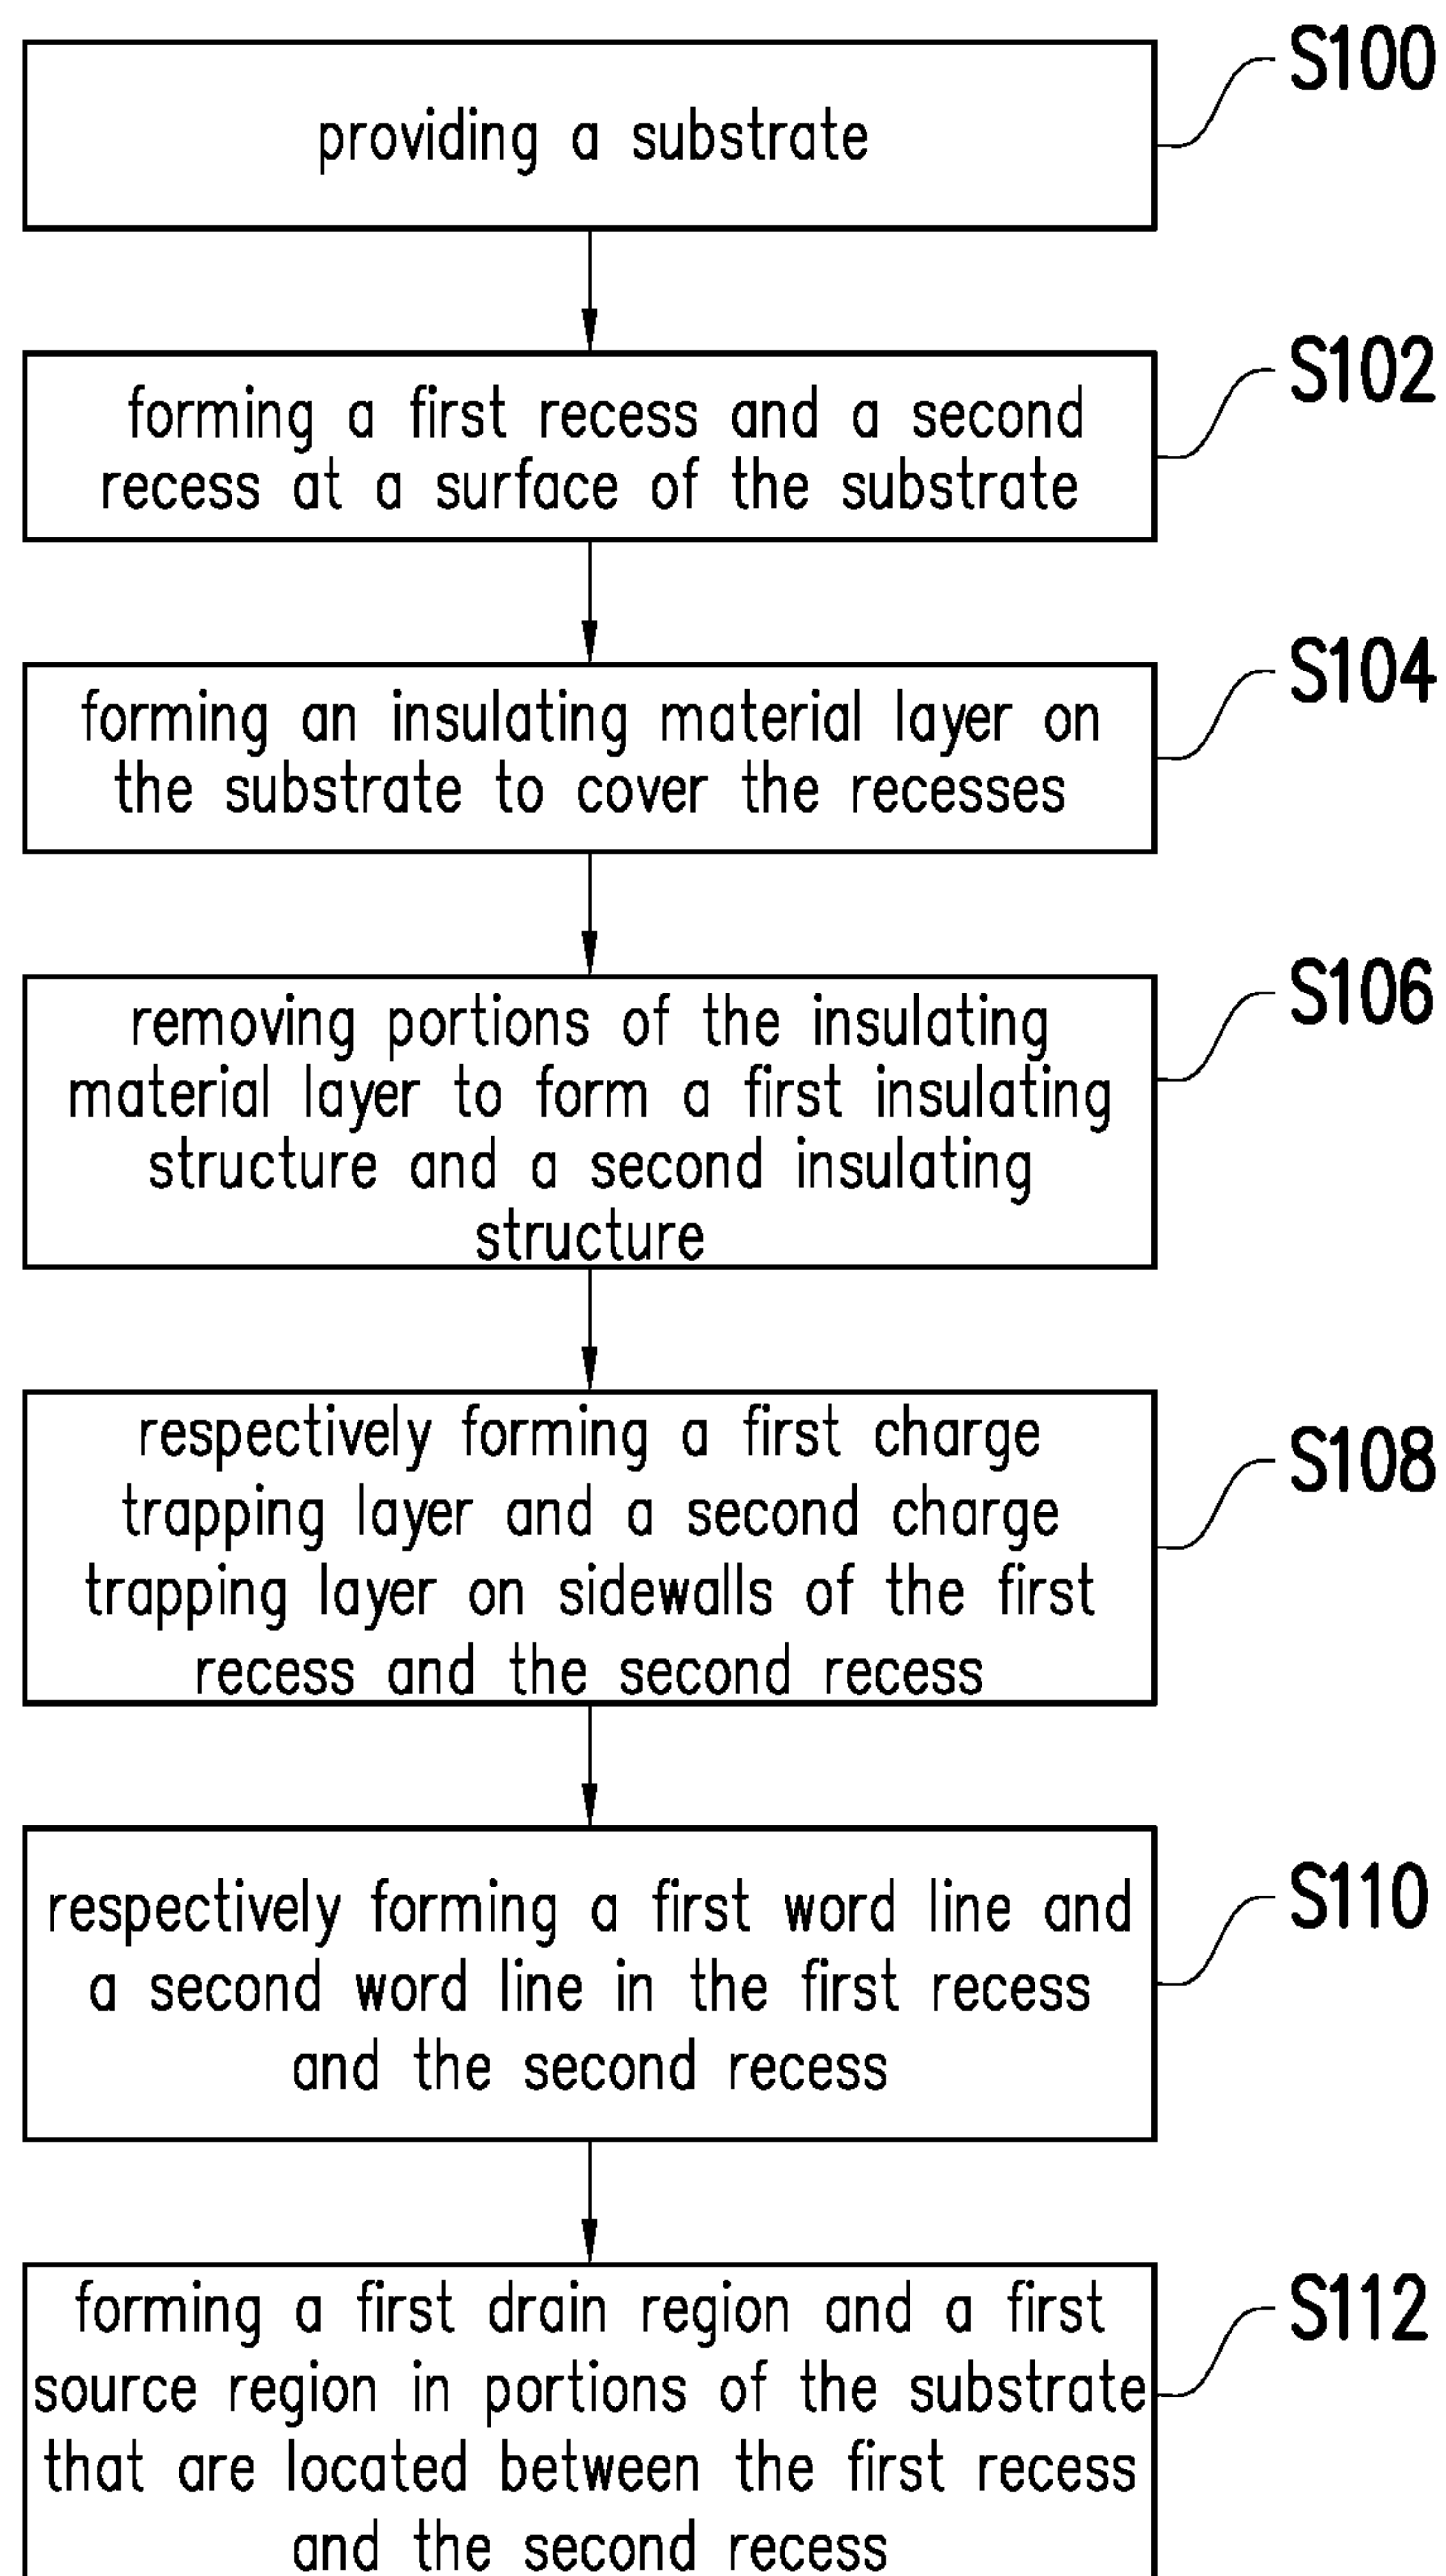 S100
providing a substrate
S102
forming a first recess and a second
recess at a surface of the substrate
S104
forming an insulating material layer on
the substrate to cover the recesses
S106
removing portions of the insulating
material layer to form a first insulating
structure and a second insulating
structure
S108
respectively forming a first charge
trapping layer and a second charge
trapping layer on sidewalls of the first
recess and the second recess
S110
respectively forming a first word line and
a second word line in the first recess
and the second recess
S112
forming a first drain region and a first
source region in portions of the substrate
that are located between the first recess
and the second recess